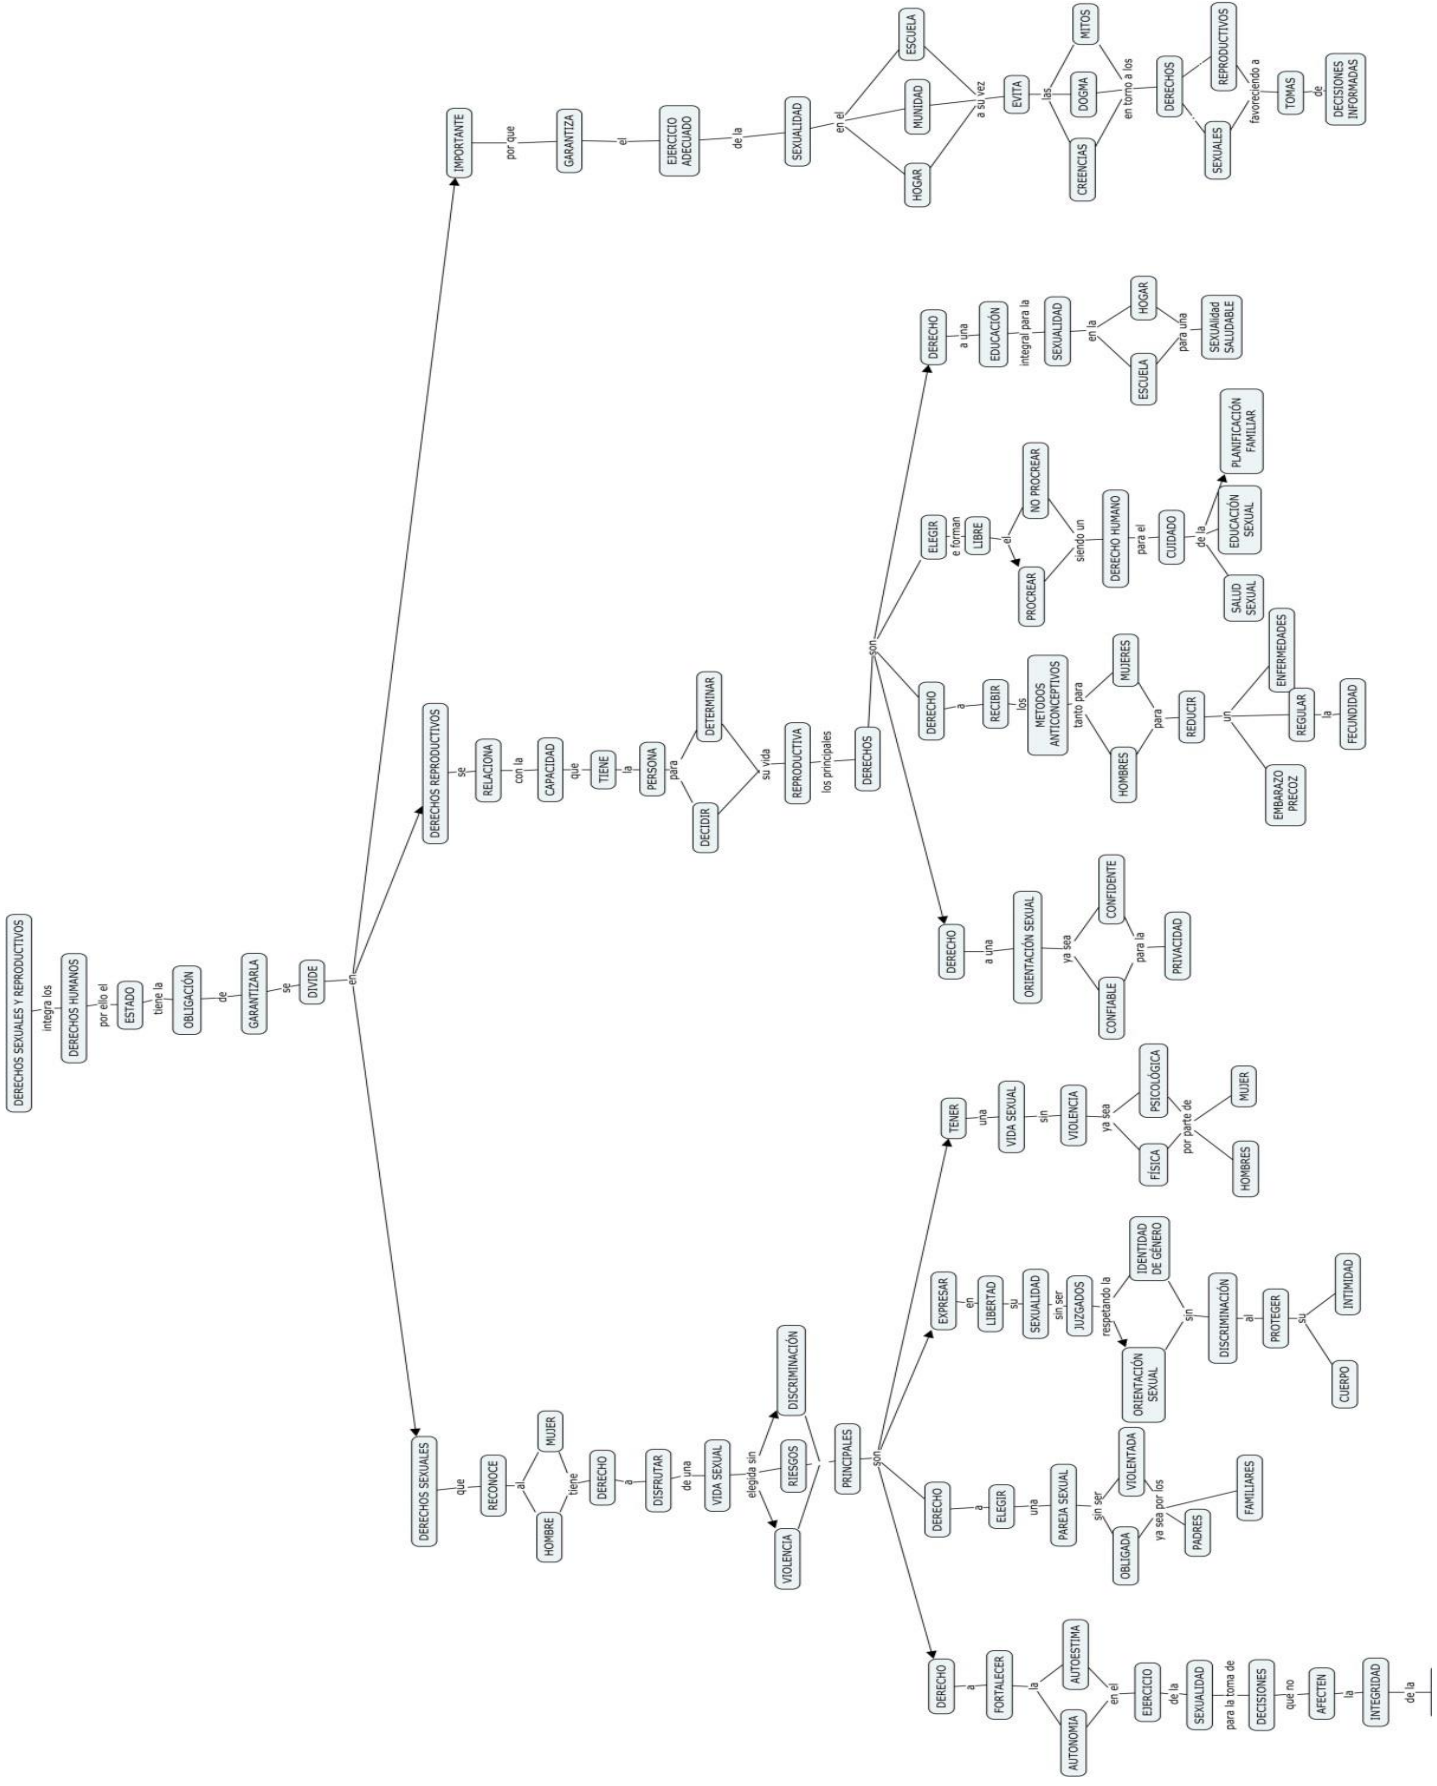 DERECHOS SEXUALES Y REPRODUCTIVOS
integra los
DERECHOS HUMANOS
por ello el
ESTADO
tiene la
OBLIGACIÓN
de
GARANTIZARLA
se
DIVIDE
en
DERECHOS SEXUALES
que
RECONOCE
al
HOMBRE
MUJER
tiene
DERECHO
a
DISFRUTAR
de una
VIDA SEXUAL
elegida sin
VIOLENCIA
RIESGOS
DISCRIMINACIÓN
PRINCIPALES
son
DERECHO
a
FORTALECER
la
AUTONOMIA
AUTOESTIMA
en el
EJERCICIO
de la
SEXUALIDAD
para la toma de
DECISIONES
que no
AFECTEN
la
INTEGRIDAD
de la
DERECHO
a
ELEGIR
una
PAREJA SEXUAL
sin ser
OBLIGADA
VIOLENTADA
ya sea por los
PADRES
FAMILIARES
EXPRESAR
en
LIBERTAD
su
SEXUALIDAD
sin ser
JUZGADOS
respetando la
ORIENTACIÓN
SEXUAL
IDENTIDAD
DE GÉNERO
sin
DISCRIMINACIÓN
al
PROTEGER
su
CUERPO
INTIMIDAD
TENER
una
VIDA SEXUAL
sin
VIOLENCIA
ya sea
FÍSICA
PSICOLÓGICA
por parte de
HOMBRES
MUJER
DERECHOS REPRODUCTIVOS
se
RELACIONA
con la
CAPACIDAD
que
TIENE
la
PERSONA
para
DECIDIR
DETERMINAR
su vida
REPRODUCTIVA
los principales
DERECHOS
son
DERECHO
a una
ORIENTACIÓN SEXUAL
ya sea
CONFIABLE
CONFIDENTE
para la
PRIVACIDAD
DERECHO
a
RECIBIR
los
METODOS
ANTICONCEPTIVOS
tanto para
HOMBRES
MUJERES
para
REDUCIR
un
EMBARAZO
PRECOZ
REGULAR
ENFERMEDADES
la
FECUNDIDAD
ELEGIR
e forman
LIBRE
el
PROCREAR
NO PROCREAR
siendo un
DERECHO HUMANO
para el
CUIDADO
de la
SALUD
SEXUAL
EDUCACIÓN
SEXUAL
PLANIFICACIÓN
FAMILIAR
DERECHO
a una
EDUCACIÓN
integral para la
SEXUALIDAD
en la
ESCUELA
HOGAR
para una
SEXUAlidad
SALUDABLE
IMPORTANTE
por que
GARANTIZA
el
EJERCICIO
ADECUADO
de la
SEXUALIDAD
en el
HOGAR
MUNIDAD
ESCUELA
a su vez
EVITA
las
CREENCIAS
DOGMA
MITOS
en torno a los
DERECHOS
SEXUALES
REPRODUCTIVOS
favoreciendo a
TOMAS
de
DECISIONES
INFORMADAS